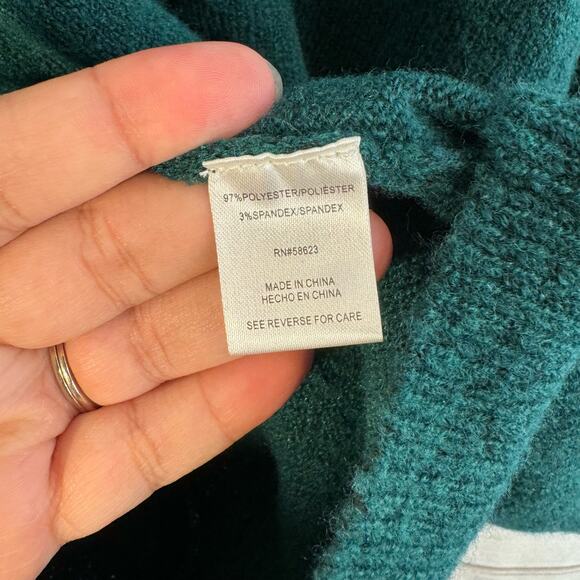 97%POLYESTER/POLIÉSTER
3%SPANDEX/SPANDEX
RN#58623
MADE IN CHINA
HECHO EN CHINA
SEE REVERSE FOR CARE